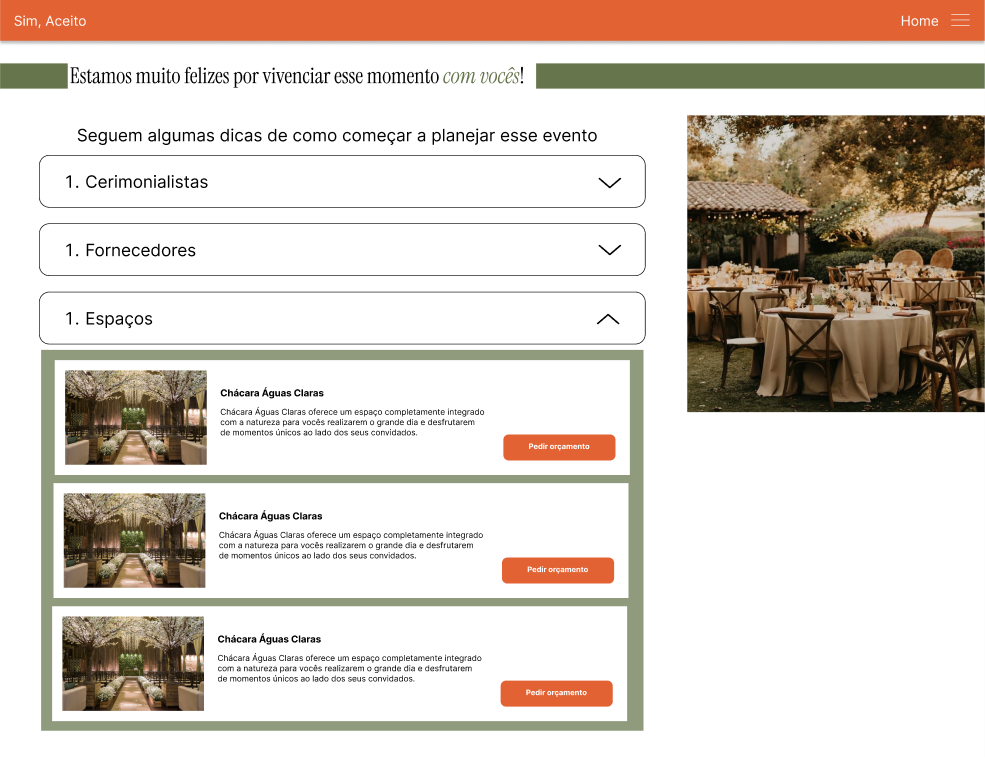 Sim, Aceito
Home
Estamos muito felizes por vivenciar esse momento com vocês!
Seguem algumas dicas de como começar a planejar esse evento
1. Cerimonialistas
1. Fornecedores
1. Espaços
Chácara Águas Claras
Chácara Águas Claras oferece um espaço completamente integrado
com a natureza para vocês realizarem o grande dia e desfrutarem
de momentos únicos ao lado dos seus convidados.
Pedir orçamento
Chácara Águas Claras
Chácara Águas Claras oferece um espaço completamente integrado
com a natureza para vocês realizarem o grande dia e desfrutarem
de momentos únicos ao lado dos seus convidados.
Pedir orçamento
Chácara Águas Claras
Chácara Águas Claras oferece um espaço completamente integrado
com a natureza para vocês realizarem o grande dia e desfrutarem
de momentos únicos ao lado dos seus convidados.
Pedir orçamento